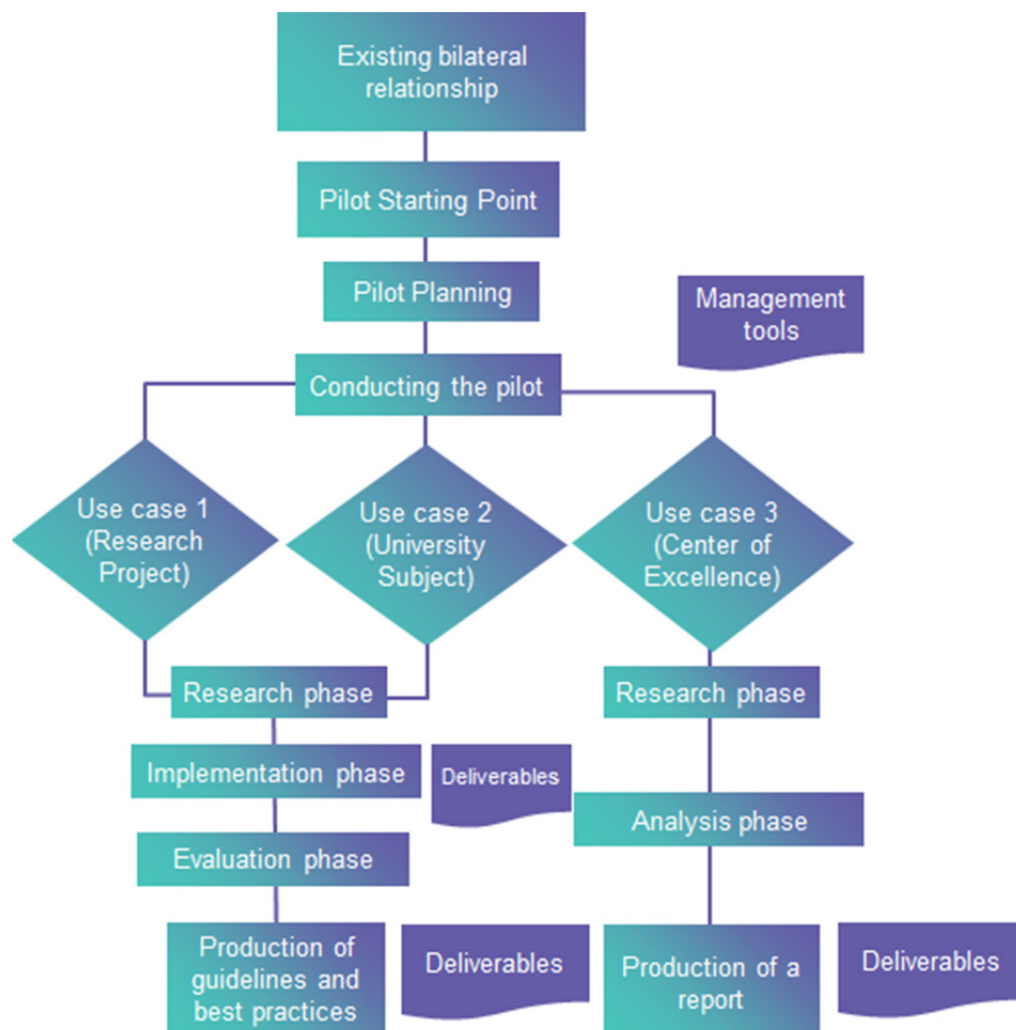 Existing bilateral
relationship
Pilot Starting Point
Pilot Planning
Management
tools
Conducting the pilot
Use case 1
(Research
Project)
Use case 2
(University
Subject)
Use case 3
(Center of
Excellence)
Research phase
Research phase
Implementation phase
Deliverables
Analysis phase
Evaluation phase
Production of
guidelines and
best practices
Deliverables
Production of a
report
Deliverables